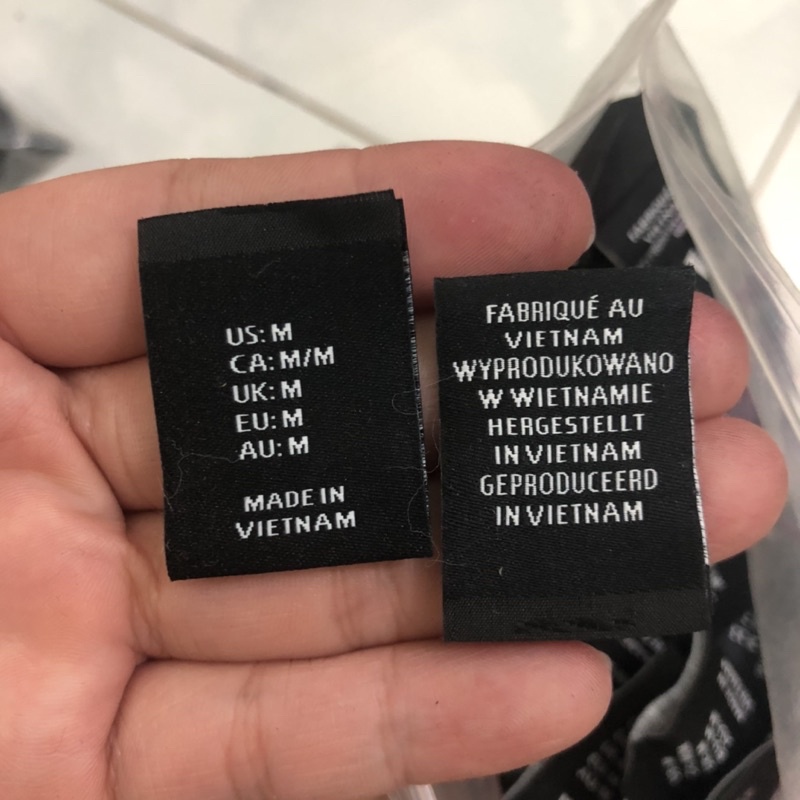 US: M
CA: M/M
UK: M
EU: M
AU: M
MADE IN
VIETNAM
FABRIQUÉ AU
VIETNAM
WYPRODUKOWANO
W WIETNAMIE
HERGESTELLT
IN VIETNAM
GEPRODUCEERD
IN VIETNAM